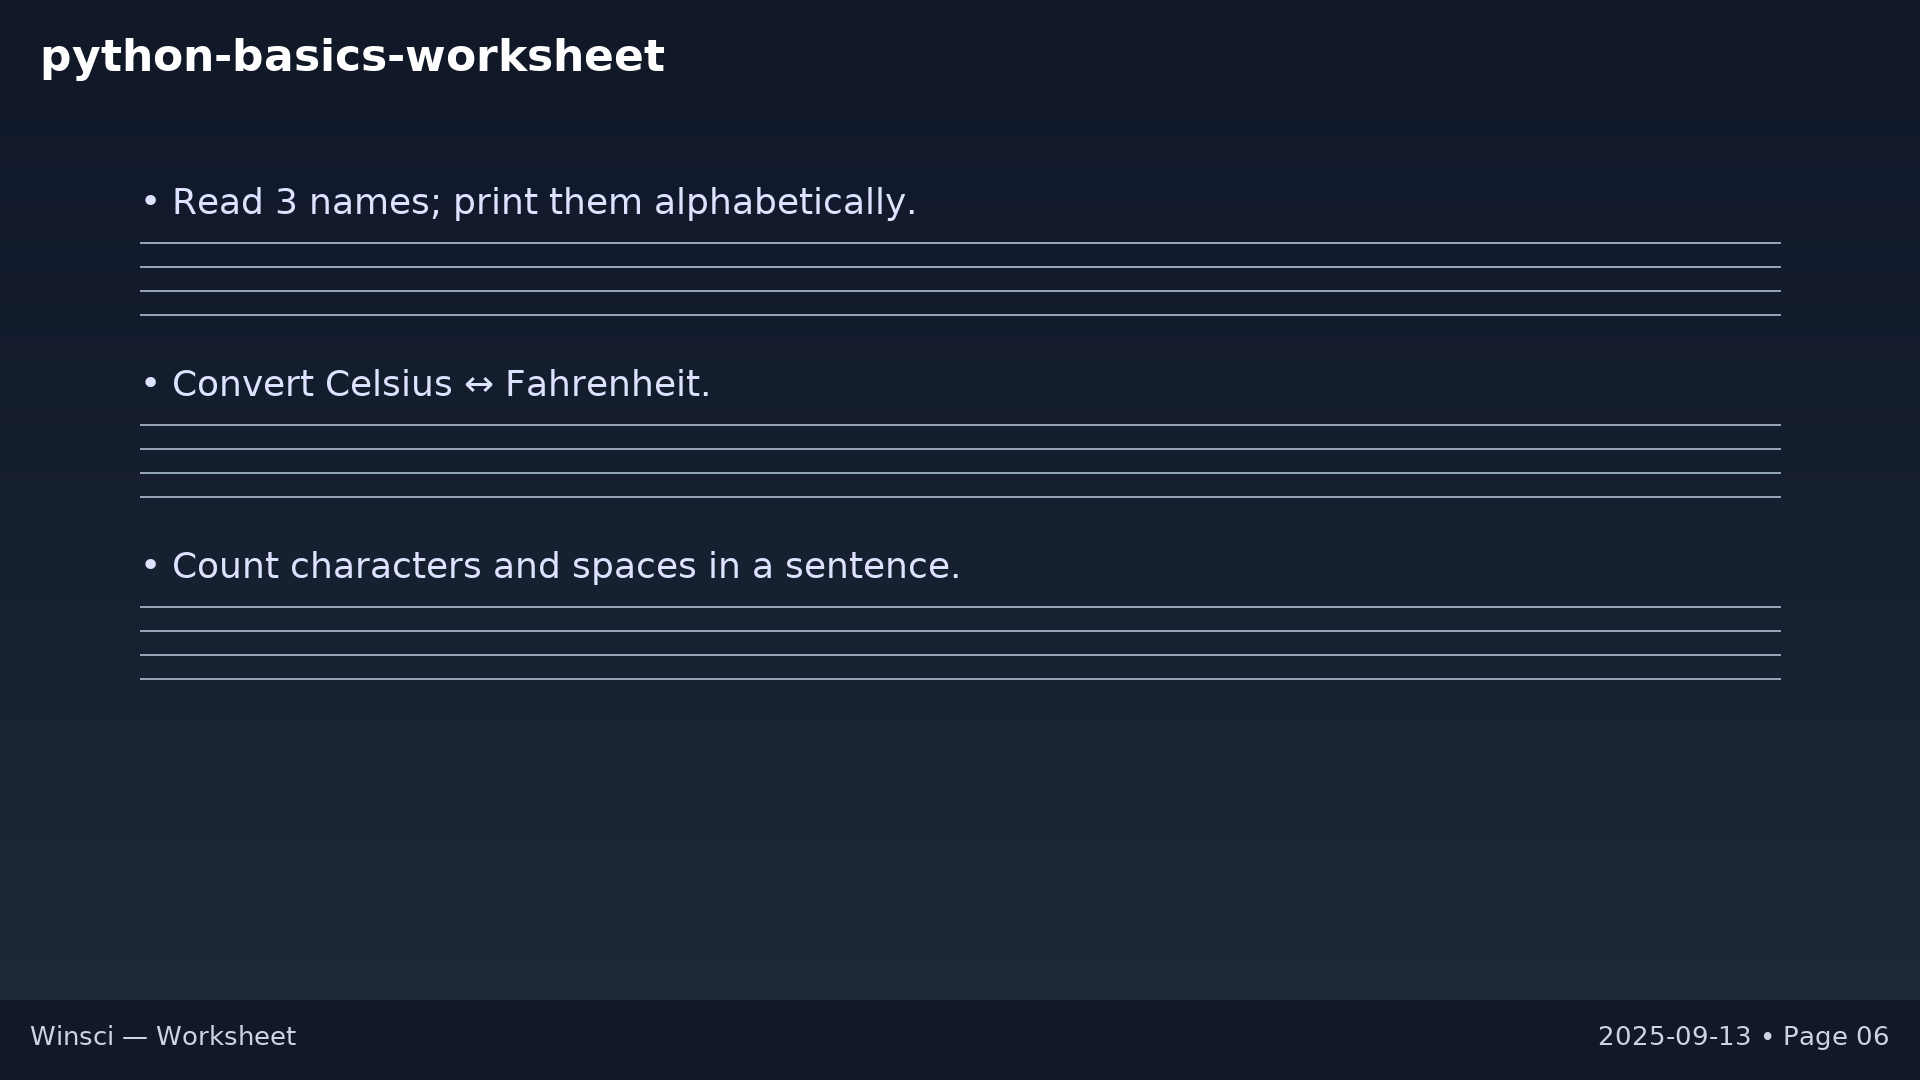 python-basics-worksheet
• Read 3 names; print them alphabetically.
• Convert Celsius ↔ Fahrenheit.
• Count characters and spaces in a sentence.
Winsci — Worksheet
2025-09-13 • Page 06